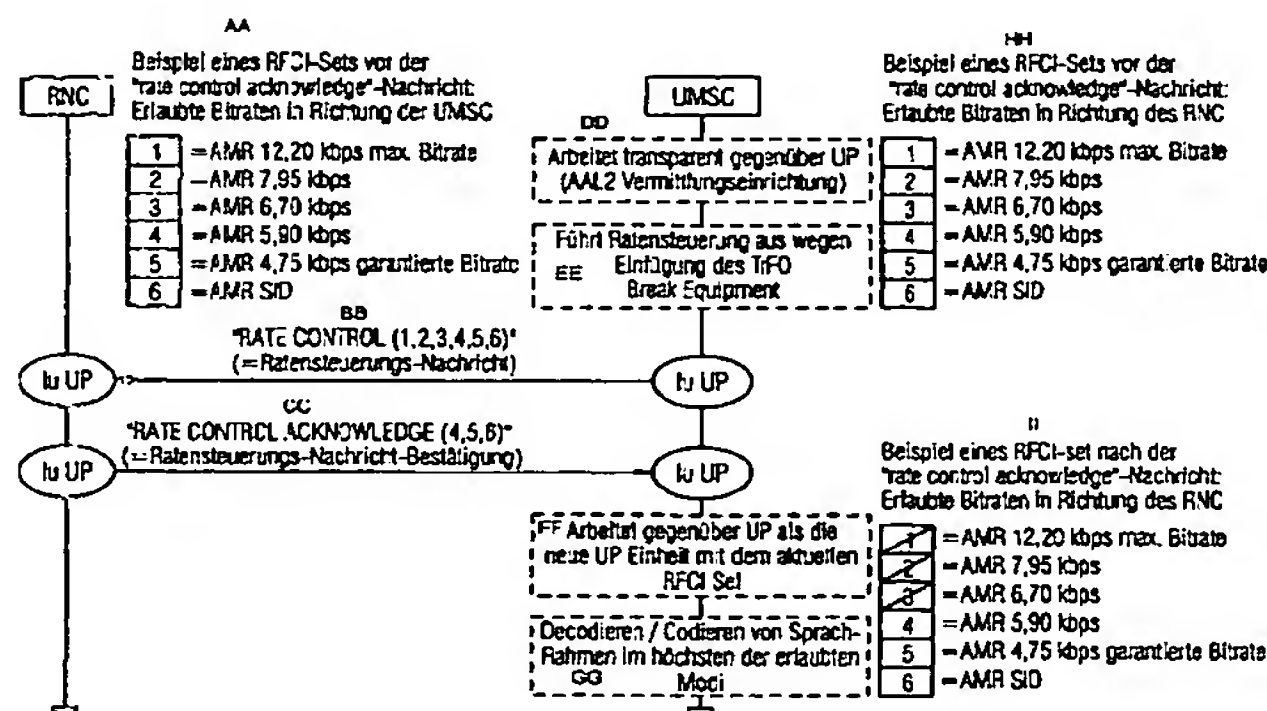 AA
Beispiel eines RFCI-Sets vor der
"rate control acknowledge"-Nachricht:
Erlaubte Bitraten in Richtung der UMSC
RNC
1 =AMR 12,20 kbps max. Bitrate
2 =AMR 7,95 kbps
3 =AMR 6,70 kbps
4 =AMR 5,90 kbps
5 =AMR 4,75 kbps garantierte Bitrate
6 =AMR SID
UMSC
DD
Arbeitet transparent gegenüber UP
(AAL2 Vermittlungseinrichtung)
Führt Ratensteuerung aus wegen
EE Einfügung des TrFO
Break Equipment
HH
Beispiel eines RFCI-Sets vor der
"rate control acknowledge"-Nachricht:
Erlaubte Bitraten in Richtung des RNC
1 =AMR 12,20 kbps max. Bitrate
2 =AMR 7,95 kbps
3 =AMR 6,70 kbps
4 =AMR 5,90 kbps
5 =AMR 4,75 kbps garantierte Bitrate
6 =AMR SID
BB
"RATE CONTROL (1,2,3,4,5,6)"
(=Ratensteuerungs-Nachricht)
Iu UP
Iu UP
CC
"RATE CONTROL ACKNOWLEDGE (4,5,6)"
(=Ratensteuerungs-Nachricht-Bestätigung)
Iu UP
Iu UP
FF Arbeitet gegenüber UP als die
neue UP Einheit mit dem aktuellen
RFCI Set
Decodieren / Codieren von Sprach-
Rahmen im höchsten der erlaubten
GG Modi
II
Beispiel eines RFCI-set nach der
"rate control acknowledge"-Nachricht:
Erlaubte Bitraten in Richtung des RNC
1 =AMR 12,20 kbps max. Bitrate
2 =AMR 7,95 kbps
3 =AMR 6,70 kbps
4 =AMR 5,90 kbps
5 =AMR 4,75 kbps garantierte Bitrate
6 =AMR SID